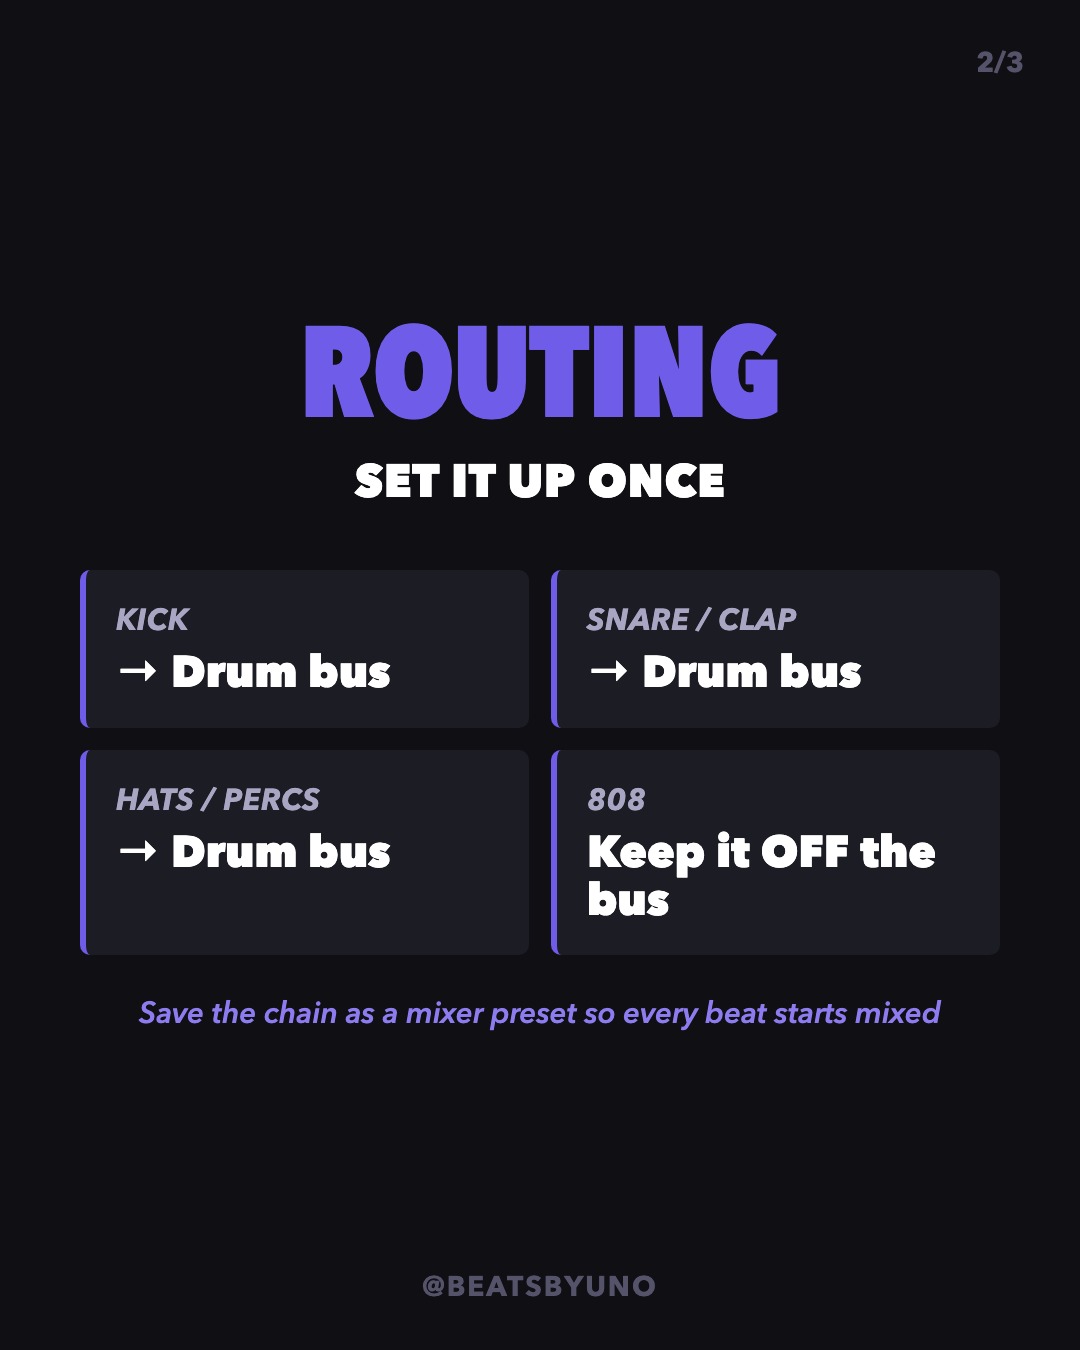 2/3
ROUTING
SET IT UP ONCE
KICK
→ Drum bus
SNARE / CLAP
→ Drum bus
HATS / PERCS
→ Drum bus
808
Keep it OFF the
bus
Save the chain as a mixer preset so every beat starts mixed
@BEATSBYUNO